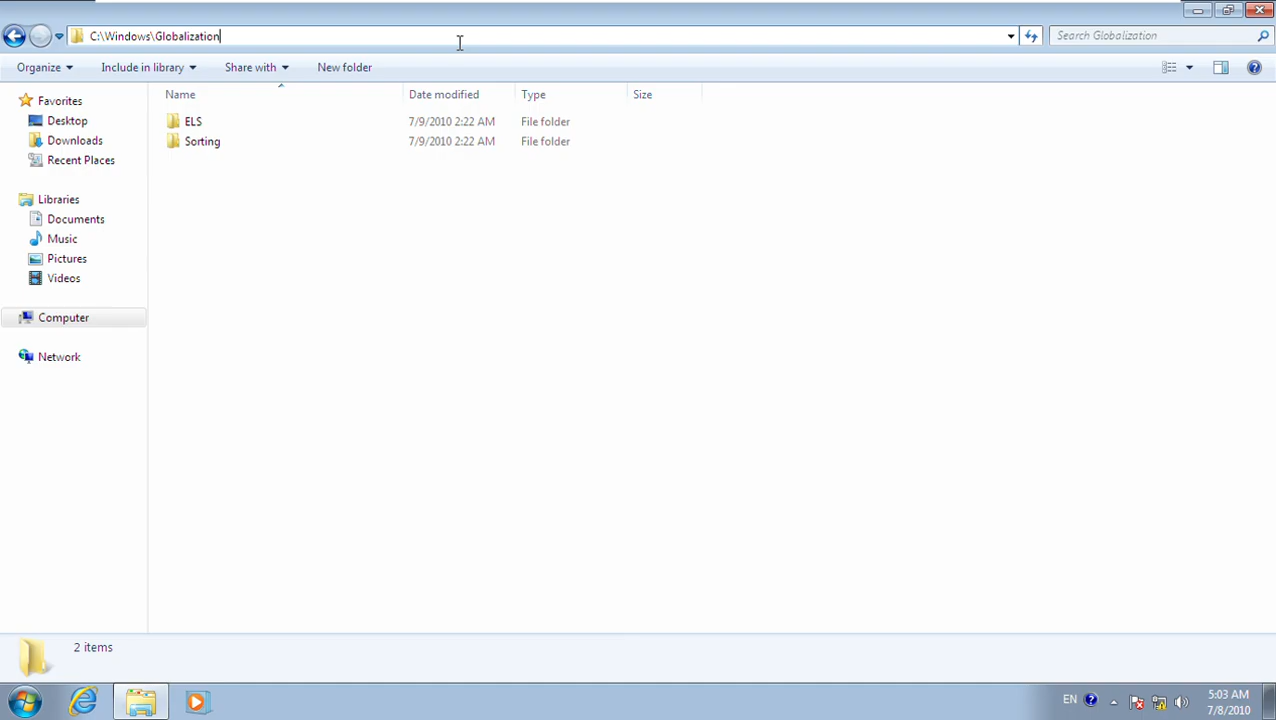 C:\Windows\Globalization
Search Globalization
Organize Include in library Share with New folder
Name Date modified Type Size
ELS 7/9/2010 2:22 AM File folder
Sorting 7/9/2010 2:22 AM File folder
Favorites
Desktop
Downloads
Recent Places
Libraries
Documents
Music
Pictures
Videos
Computer
Network
2 items
EN 5:03 AM
7/8/2010